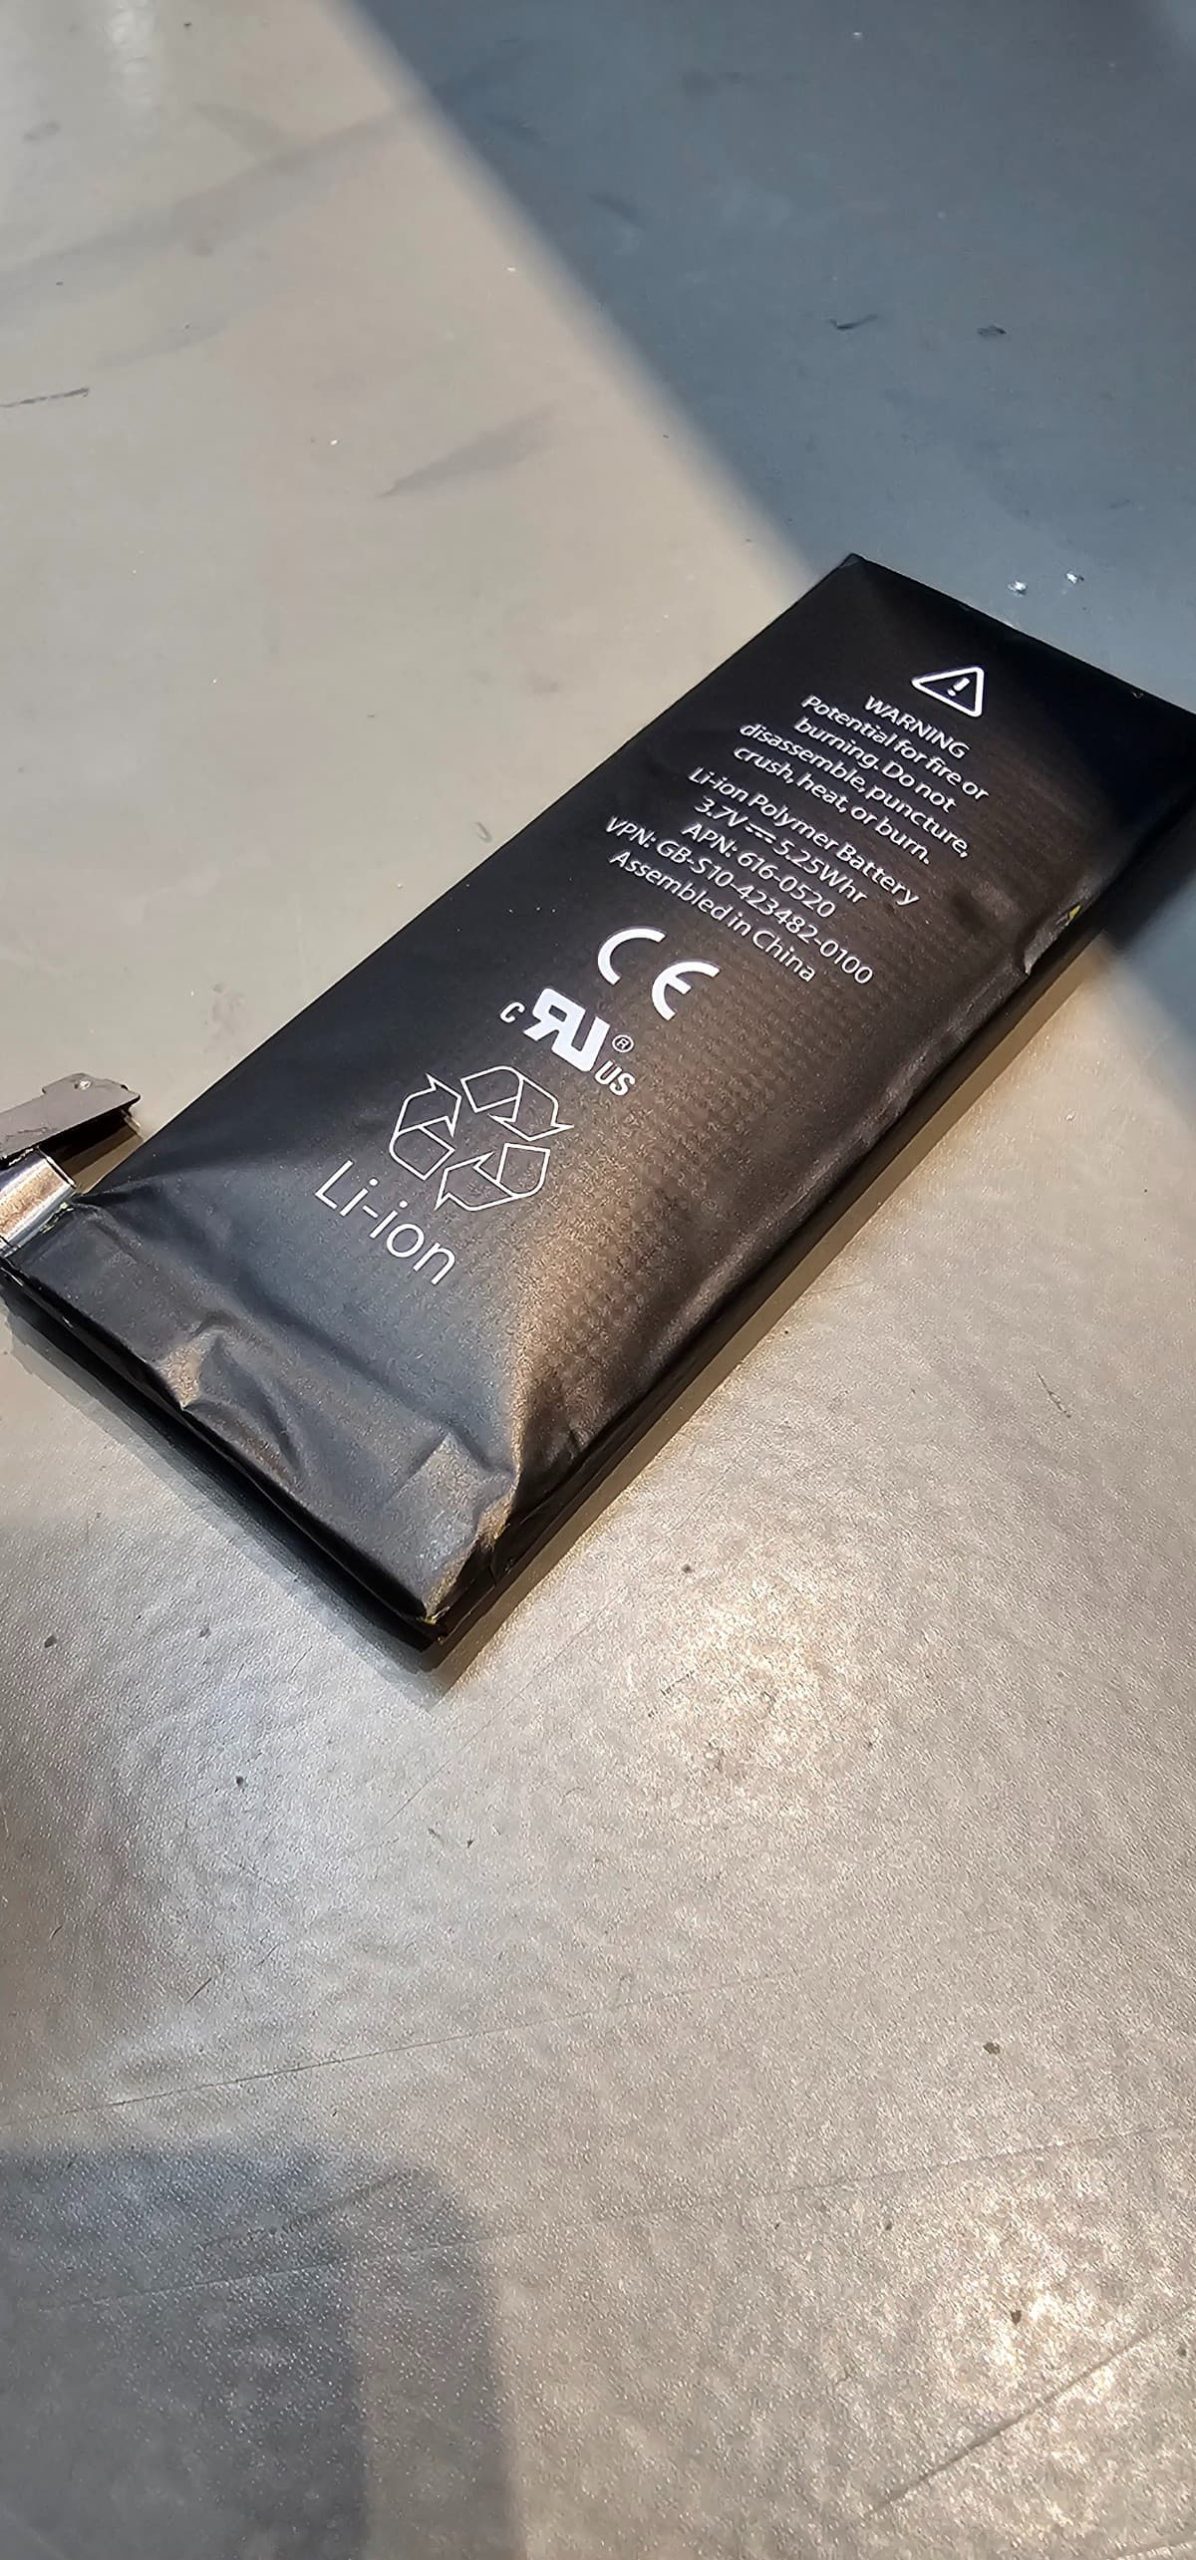 WARNING
Potential for fire or
burning. Do not
disassemble, puncture,
crush, heat, or burn.
Li-ion Polymer Battery
3.7V⎓5.25Whr
APN: 616-0520
VPN: GB-S10-423482-0100
Assembled in China
CE
c RU ® US
Li-ion